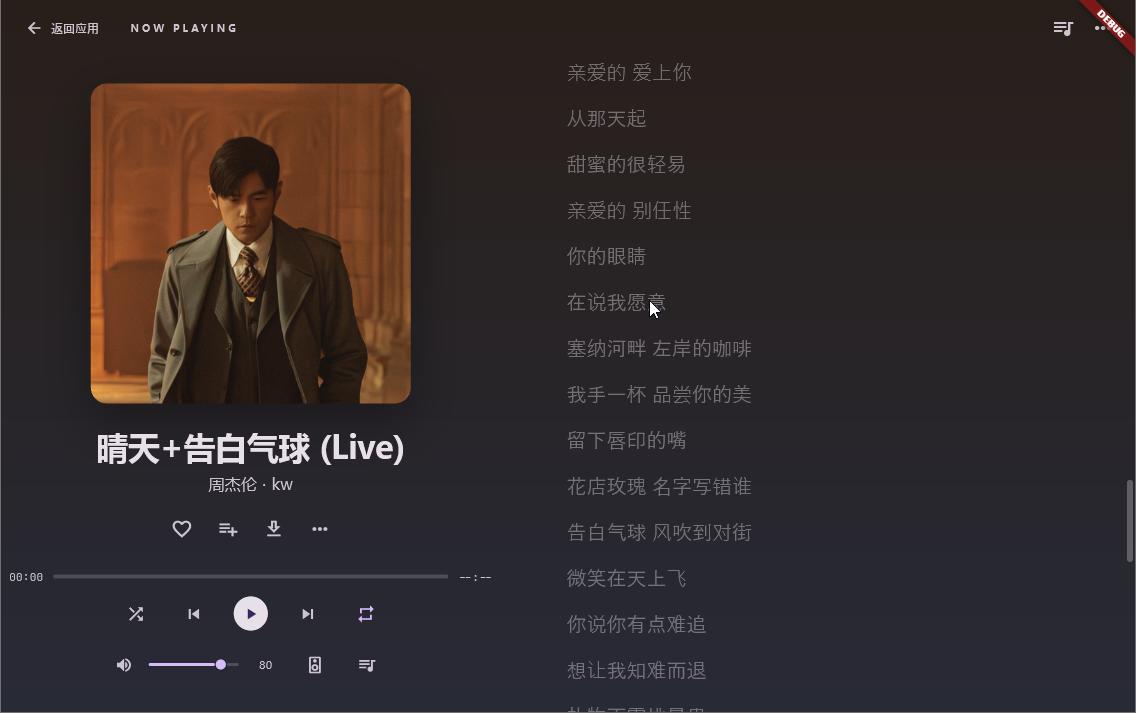 返回应用 NOW PLAYING
DEBUG
晴天+告白气球 (Live)
周杰伦 · kw
00:00 --:--
80
亲爱的 爱上你
从那天起
甜蜜的很轻易
亲爱的 别任性
你的眼睛
在说我愿意
塞纳河畔 左岸的咖啡
我手一杯 品尝你的美
留下唇印的嘴
花店玫瑰 名字写错谁
告白气球 风吹到对街
微笑在天上飞
你说你有点难追
想让我知难而退